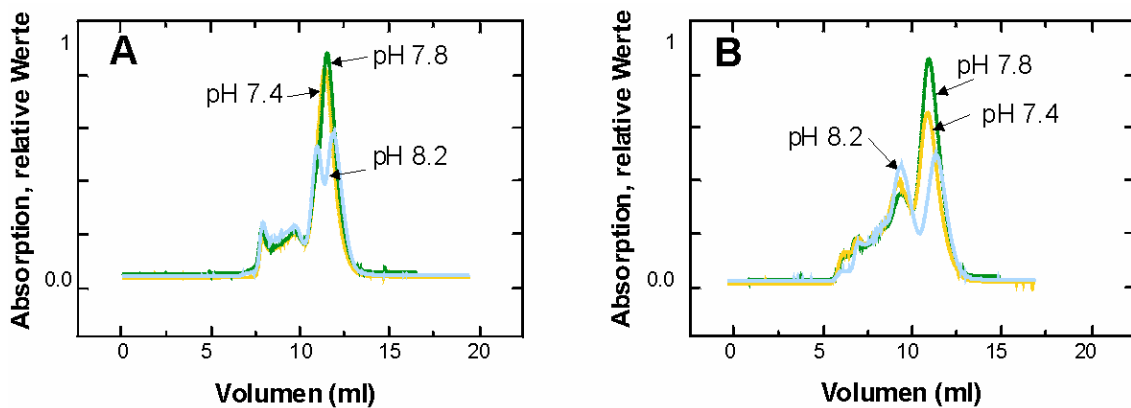 A
Absorption, relative Werte
1
0.0
pH 7.8
pH 7.4
pH 8.2
0 5 10 15 20
Volumen (ml)
B
Absorption, relative Werte
1
0.0
pH 7.8
pH 7.4
pH 8.2
0 5 10 15 20
Volumen (ml)